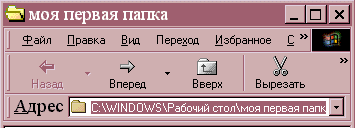 моя первая папка
Файл Правка Вид Переход Избранное С »
Назад Вперед Вверх Вырезать »
Адрес C:\WINDOWS\Рабочий стол\моя первая папк